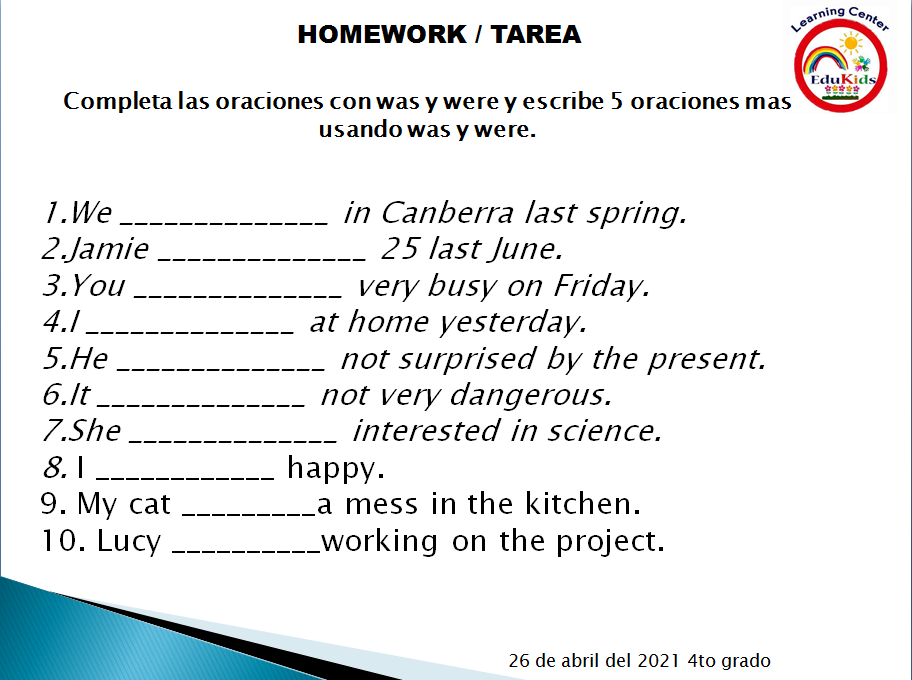 HOMEWORK / TAREA
Learning Center
EduKids
Completa las oraciones con was y were y escribe 5 oraciones mas
usando was y were.
1.We ______________ in Canberra last spring.
2.Jamie ______________ 25 last June.
3.You ______________ very busy on Friday.
4.I ______________ at home yesterday.
5.He ______________ not surprised by the present.
6.It ______________ not very dangerous.
7.She ______________ interested in science.
8. I ____________ happy.
9. My cat _________a mess in the kitchen.
10. Lucy __________working on the project.
26 de abril del 2021 4to grado